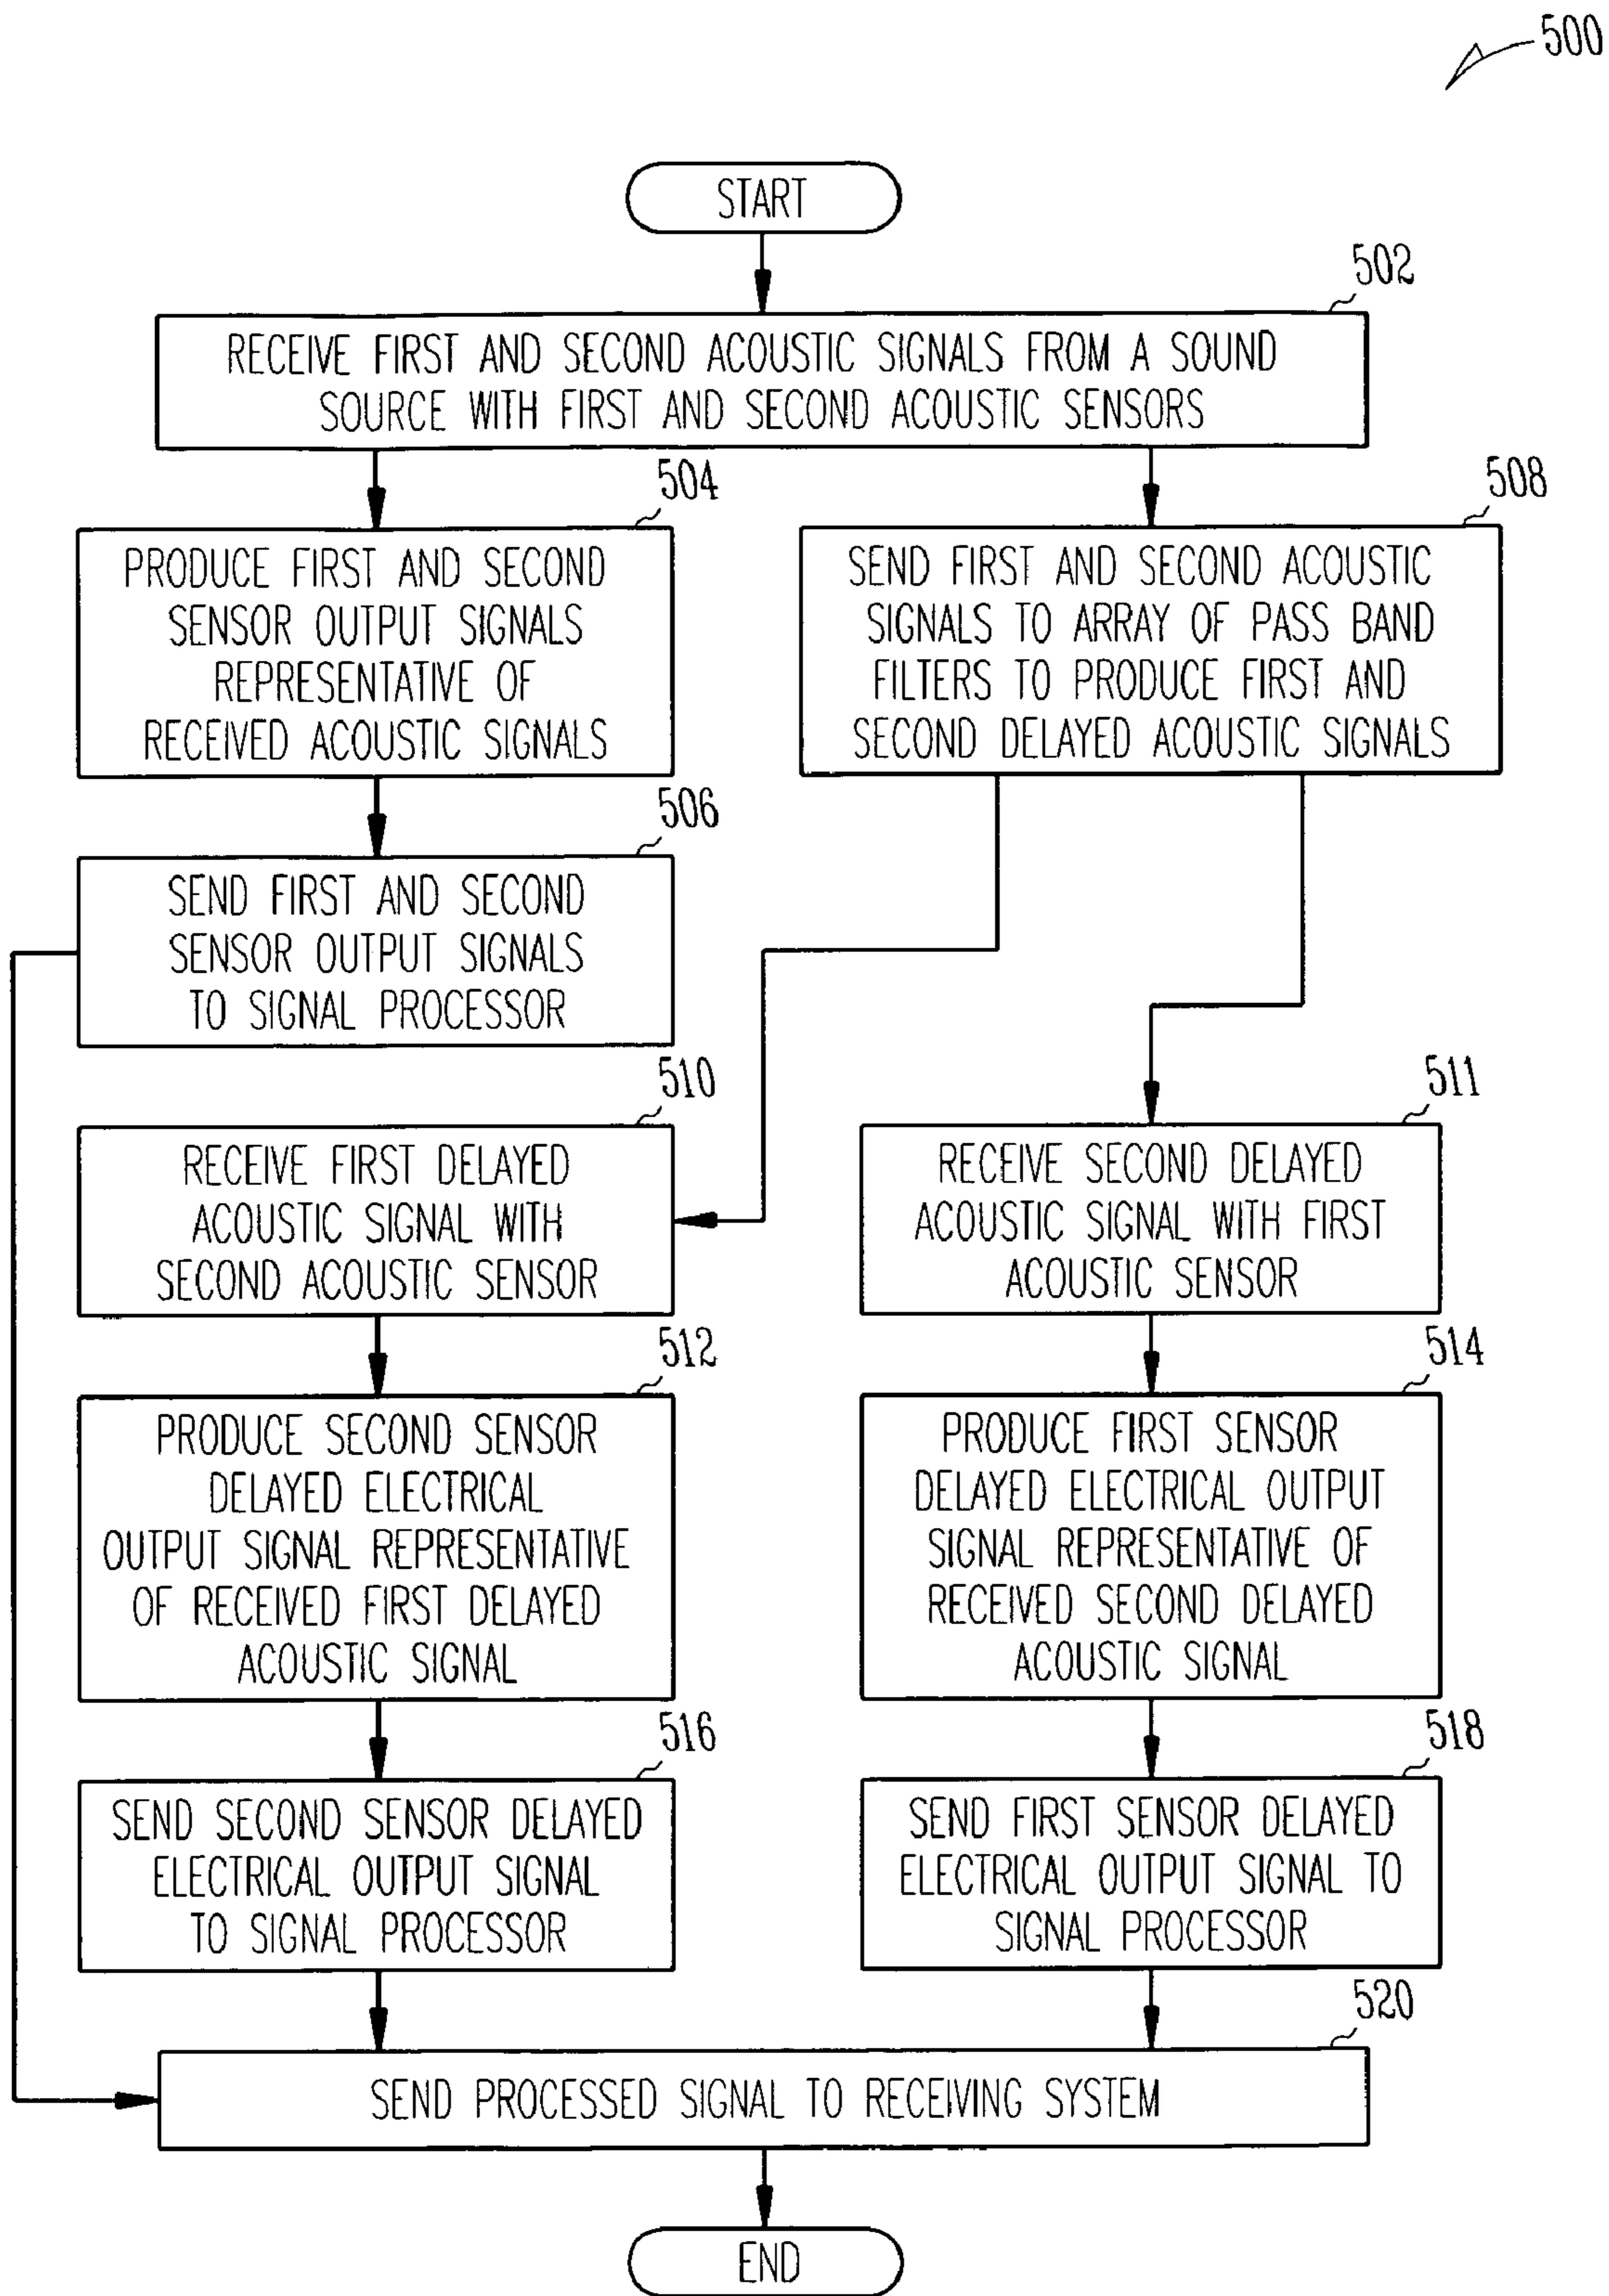 500
START
502
RECEIVE FIRST AND SECOND ACOUSTIC SIGNALS FROM A SOUND
SOURCE WITH FIRST AND SECOND ACOUSTIC SENSORS
504
PRODUCE FIRST AND SECOND
SENSOR OUTPUT SIGNALS
REPRESENTATIVE OF
RECEIVED ACOUSTIC SIGNALS
508
SEND FIRST AND SECOND ACOUSTIC
SIGNALS TO ARRAY OF PASS BAND
FILTERS TO PRODUCE FIRST AND
SECOND DELAYED ACOUSTIC SIGNALS
506
SEND FIRST AND SECOND
SENSOR OUTPUT SIGNALS
TO SIGNAL PROCESSOR
510
RECEIVE FIRST DELAYED
ACOUSTIC SIGNAL WITH
SECOND ACOUSTIC SENSOR
511
RECEIVE SECOND DELAYED
ACOUSTIC SIGNAL WITH FIRST
ACOUSTIC SENSOR
512
PRODUCE SECOND SENSOR
DELAYED ELECTRICAL
OUTPUT SIGNAL REPRESENTATIVE
OF RECEIVED FIRST DELAYED
ACOUSTIC SIGNAL
514
PRODUCE FIRST SENSOR
DELAYED ELECTRICAL OUTPUT
SIGNAL REPRESENTATIVE OF
RECEIVED SECOND DELAYED
ACOUSTIC SIGNAL
516
SEND SECOND SENSOR DELAYED
ELECTRICAL OUTPUT SIGNAL
TO SIGNAL PROCESSOR
518
SEND FIRST SENSOR DELAYED
ELECTRICAL OUTPUT SIGNAL TO
SIGNAL PROCESSOR
520
SEND PROCESSED SIGNAL TO RECEIVING SYSTEM
END